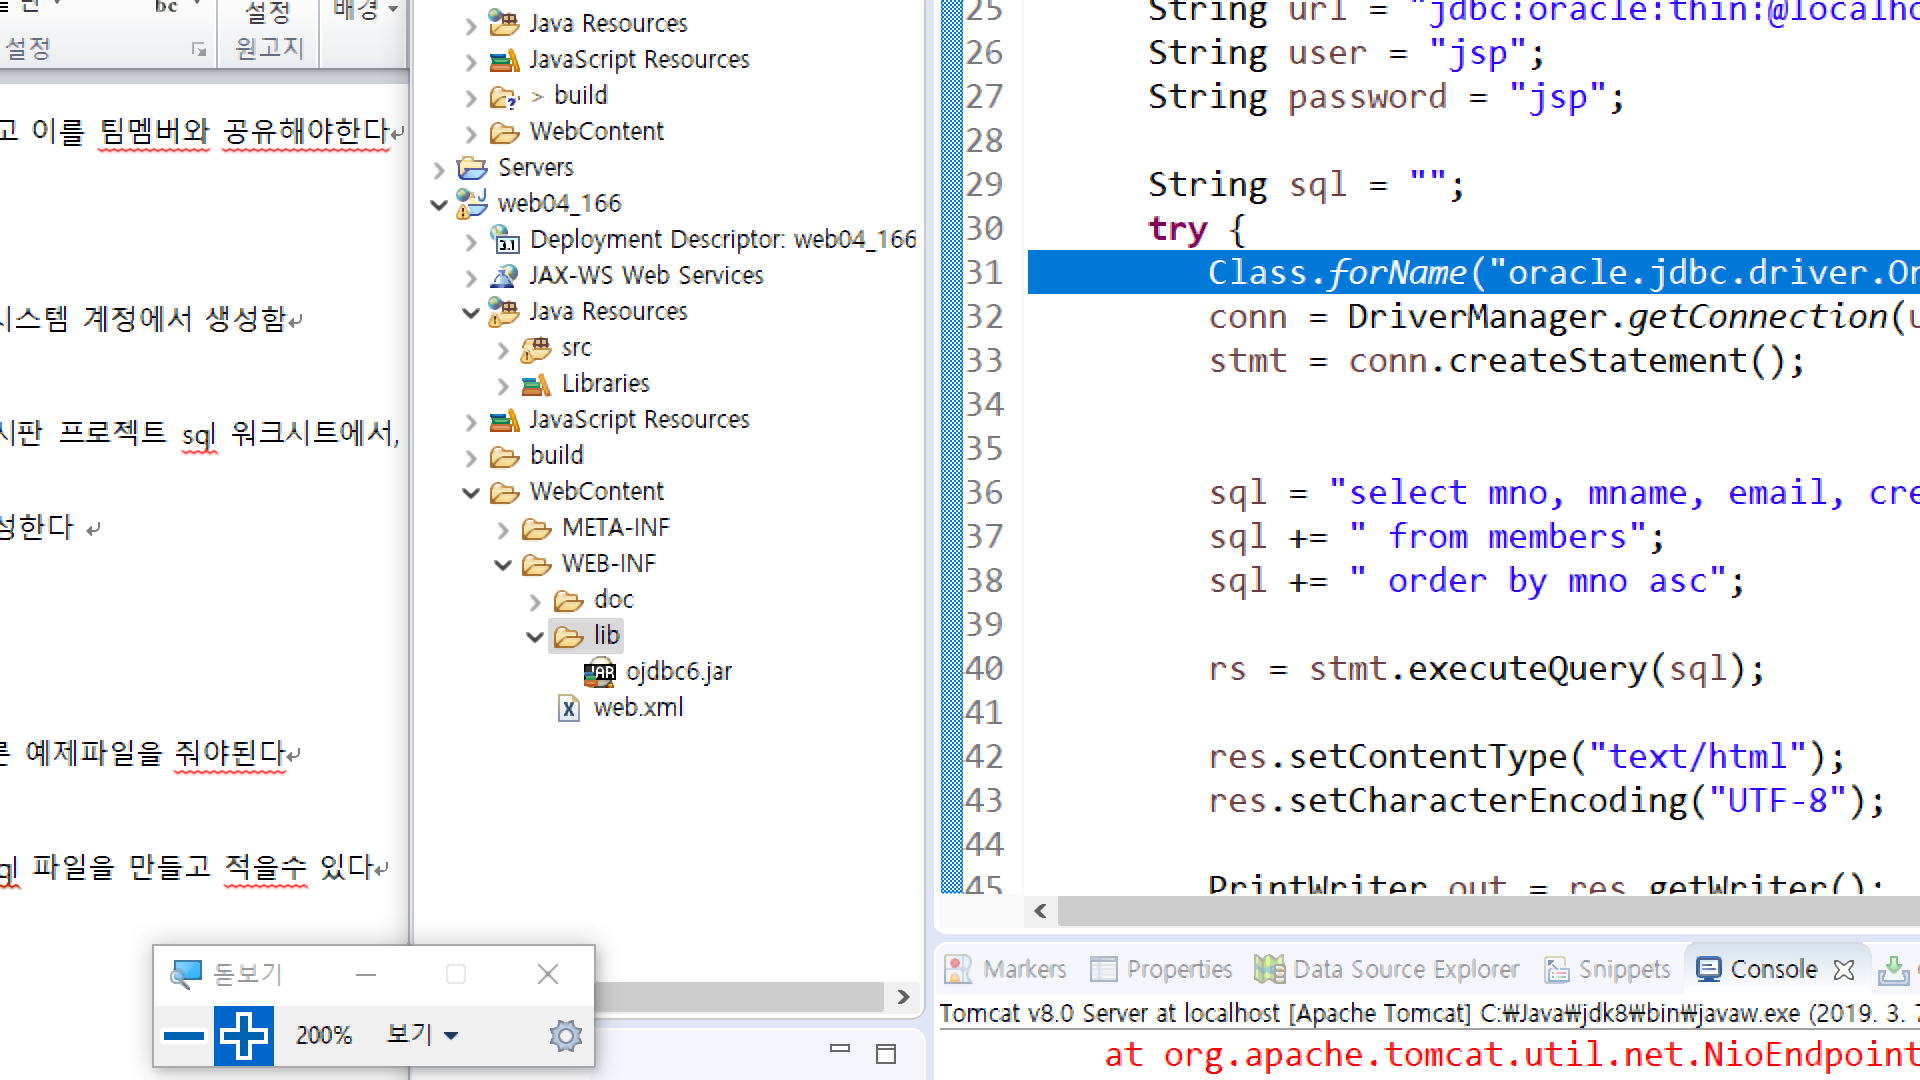 bc
설정
배경
설정
원고지
고 이를 팀멤버와 공유해야한다
시스템 계정에서 생성함
시판 프로젝트 sql 워크시트에서,
성한다
예제파일을 줘야된다
파일을 만들고 적을수 있다
Java Resources
JavaScript Resources
> build
WebContent
Servers
web04_166
Deployment Descriptor: web04_166
JAX-WS Web Services
Java Resources
src
Libraries
JavaScript Resources
build
WebContent
META-INF
WEB-INF
doc
lib
ojdbc6.jar
web.xml
돋보기
200% 보기
25 String url = "jdbc:oracle:thin:@localho
26 String user = "jsp";
27 String password = "jsp";
28
29 String sql = "";
30 try {
31 Class.forName("oracle.jdbc.driver.Or
32 conn = DriverManager.getConnection(u
33 stmt = conn.createStatement();
34
35
36 sql = "select mno, mname, email, cre
37 sql += " from members";
38 sql += " order by mno asc";
39
40 rs = stmt.executeQuery(sql);
41
42 res.setContentType("text/html");
43 res.setCharacterEncoding("UTF-8");
44
45 PrintWriter out = res.getWriter();
Markers Properties Data Source Explorer Snippets Console
Tomcat v8.0 Server at localhost [Apache Tomcat] C:₩Java₩jdk8₩bin₩javaw.exe (2019. 3. 7
at org.apache.tomcat.util.net.NioEndpoint